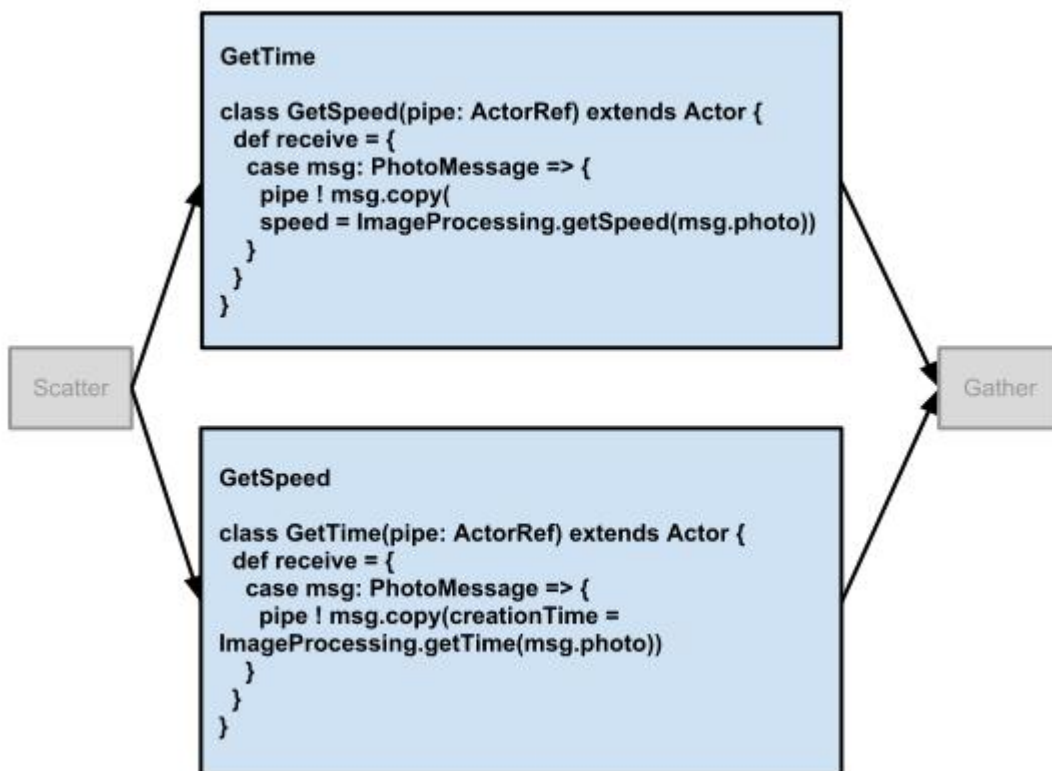 GetTime
class GetSpeed(pipe: ActorRef) extends Actor {
def receive = {
case msg: PhotoMessage => {
pipe ! msg.copy(
speed = ImageProcessing.getSpeed(msg.photo))
}
}
}
Scatter
Gather
GetSpeed
class GetTime(pipe: ActorRef) extends Actor {
def receive = {
case msg: PhotoMessage => {
pipe ! msg.copy(creationTime =
ImageProcessing.getTime(msg.photo))
}
}
}